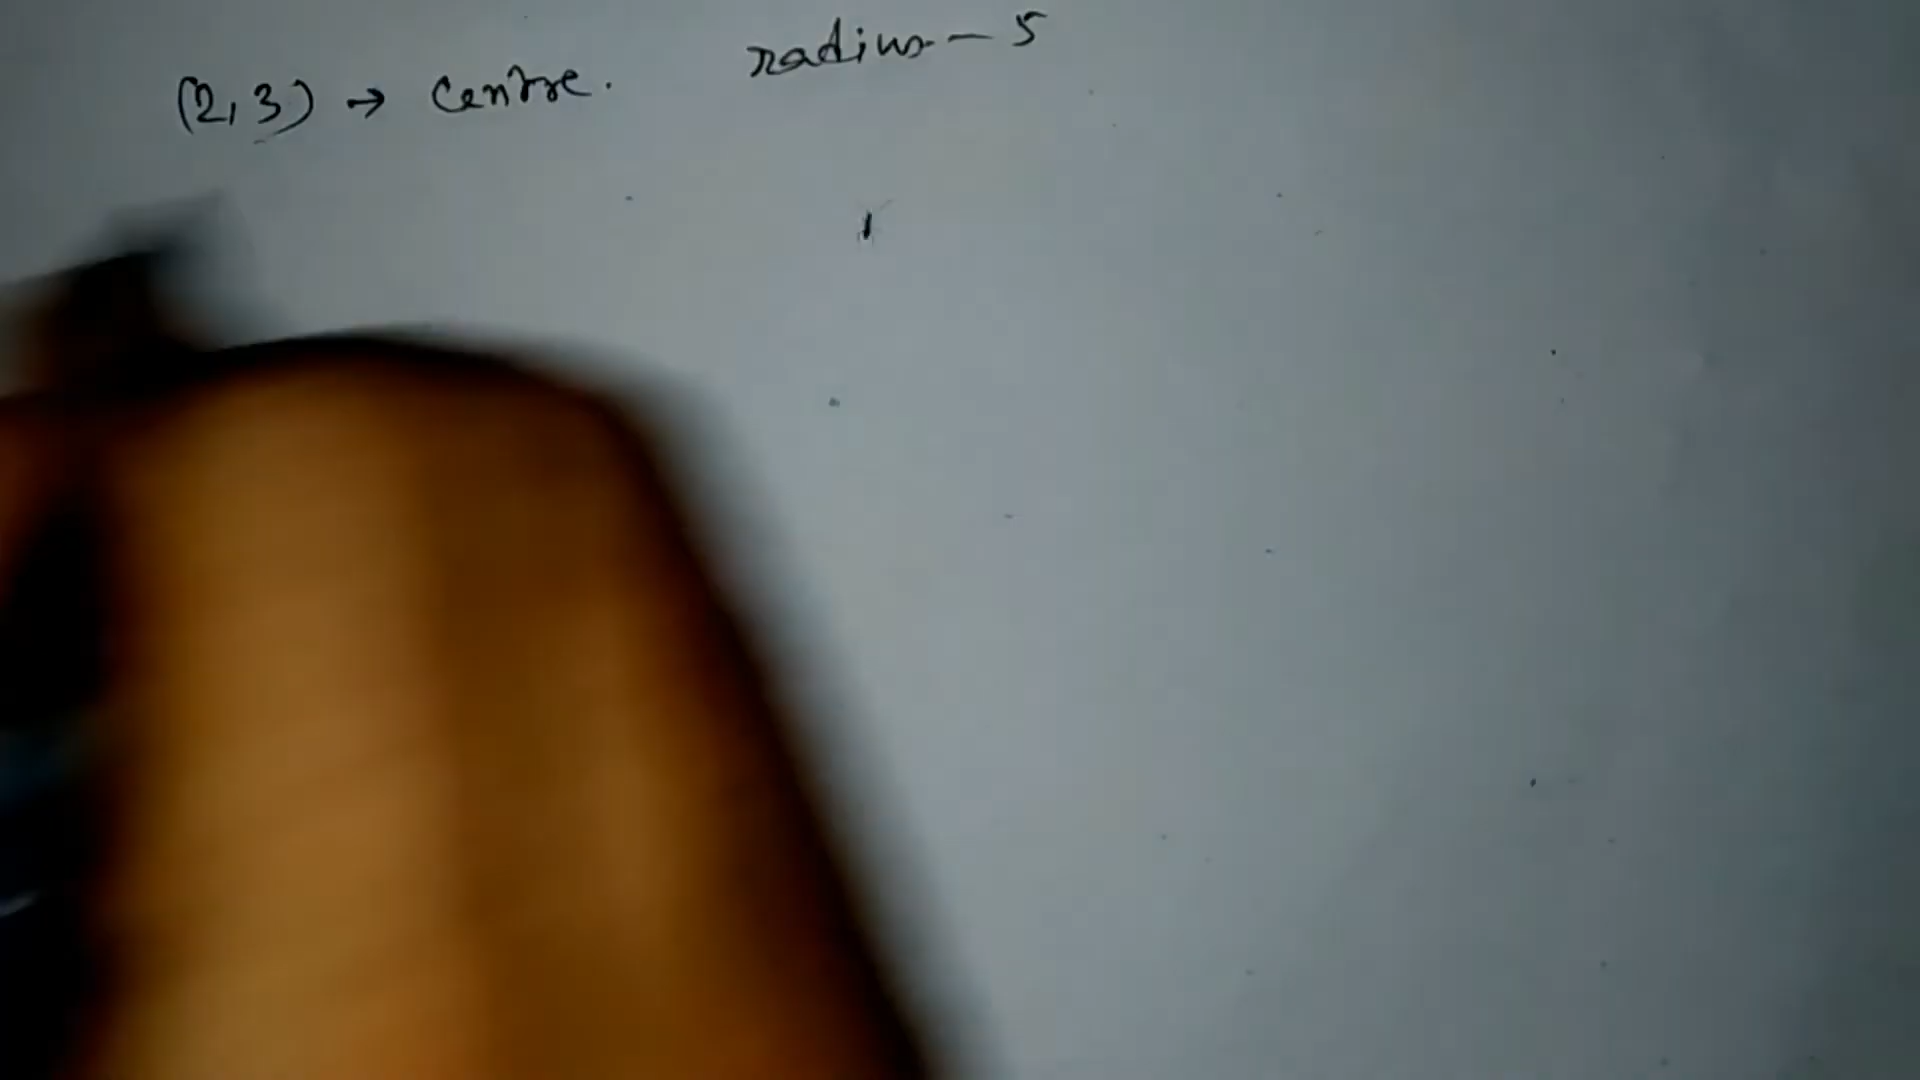 (2,3) → Centre. radius - 5